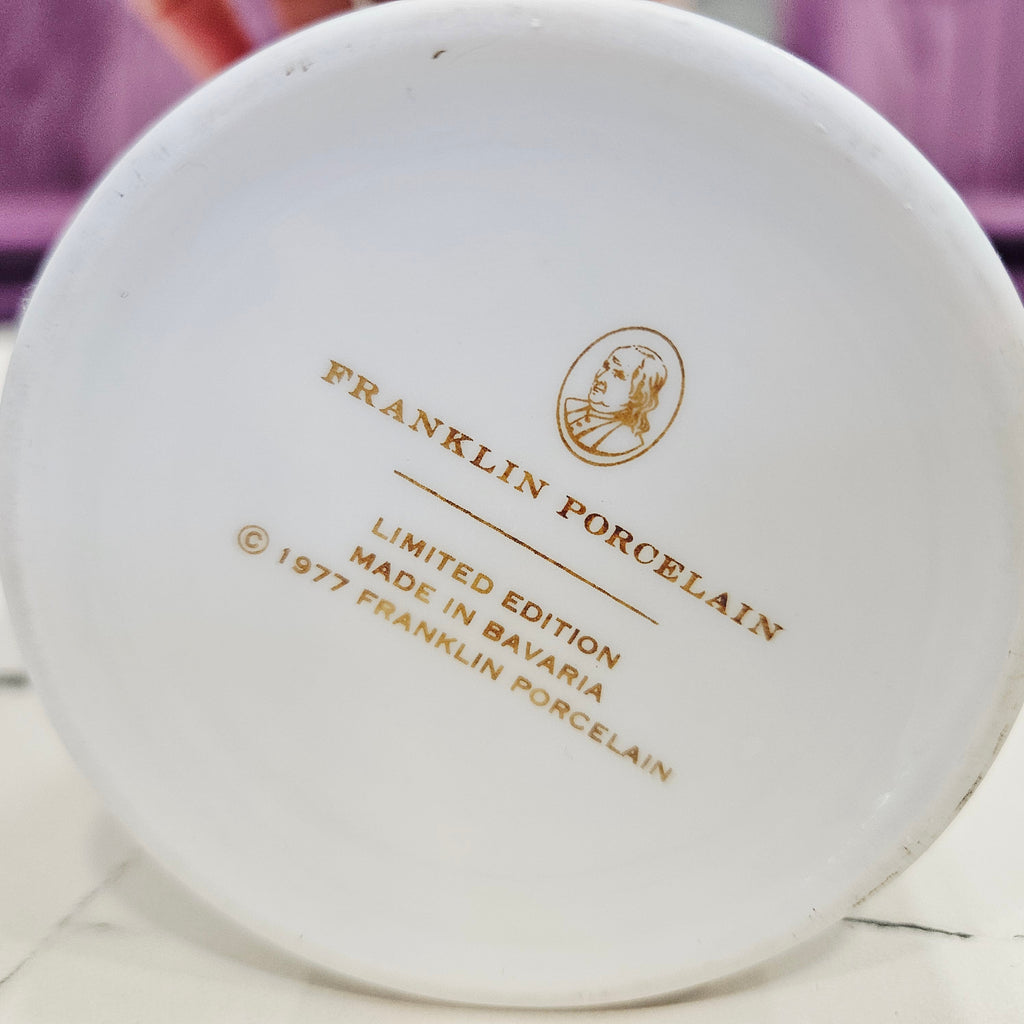 FRANKLIN PORCELAIN
LIMITED EDITION
MADE IN BAVARIA
© 1977 FRANKLIN PORCELAIN